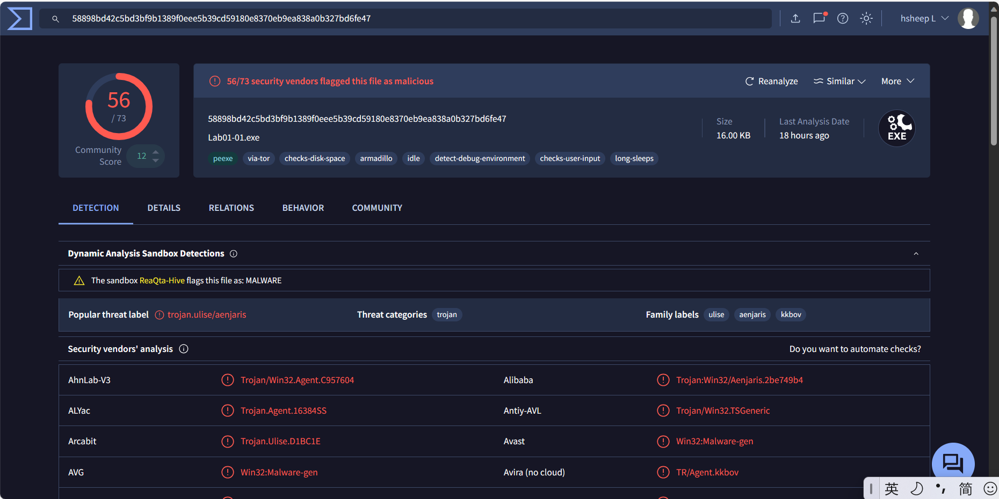 58898bd42c5bd3bf9b1389f0eee5b39cd59180e8370eb9ea838a0b327bd6fe47
hsheep L
56
/ 73
Community Score
12
56/73 security vendors flagged this file as malicious
Reanalyze
Similar
More
58898bd42c5bd3bf9b1389f0eee5b39cd59180e8370eb9ea838a0b327bd6fe47
Lab01-01.exe
peexe via-tor checks-disk-space armadillo idle detect-debug-environment checks-user-input long-sleeps
Size
16.00 KB
Last Analysis Date
18 hours ago
EXE
DETECTION DETAILS RELATIONS BEHAVIOR COMMUNITY
Dynamic Analysis Sandbox Detections
The sandbox ReaQta-Hive flags this file as: MALWARE
Popular threat label trojan.ulise/aenjaris Threat categories trojan Family labels ulise aenjaris kkbov
Security vendors' analysis Do you want to automate checks?
AhnLab-V3 Trojan/Win32.Agent.C957604 Alibaba Trojan:Win32/Aenjaris.2be749b4
ALYac Trojan.Agent.16384SS Antiy-AVL Trojan/Win32.TSGeneric
Arcabit Trojan.Ulise.D1BC1E Avast Win32:Malware-gen
AVG Win32:Malware-gen Avira (no cloud) TR/Agent.kkbov
英 简